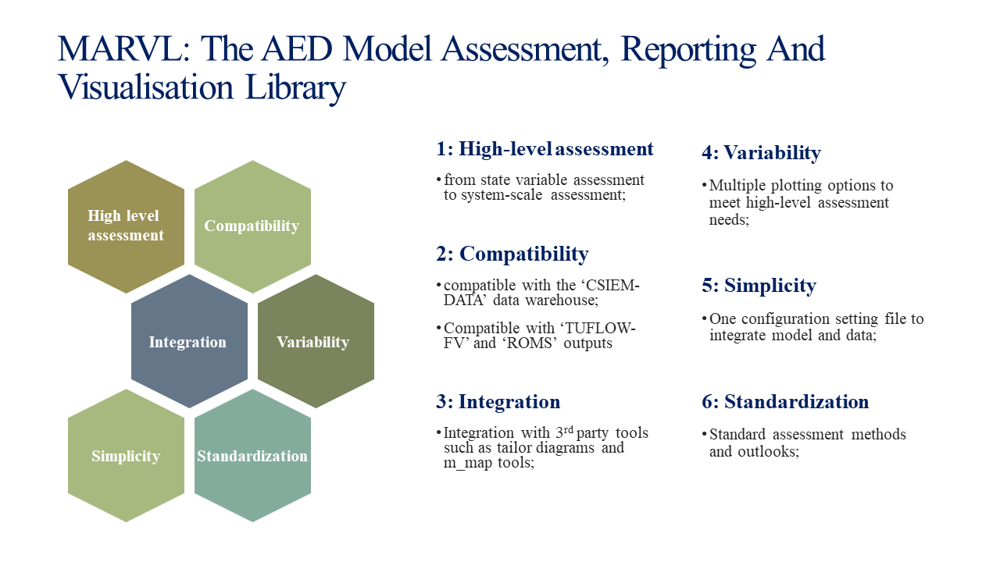 MARVL: The AED Model Assessment, Reporting And
Visualisation Library
High level
assessment
Compatibility
Integration
Variability
Simplicity
Standardization
1: High-level assessment
•from state variable assessment
to system-scale assessment;
2: Compatibility
•compatible with the ‘CSIEM-
DATA’ data warehouse;
•Compatible with ‘TUFLOW-
FV’ and ‘ROMS’ outputs
3: Integration
•Integration with 3rd party tools
such as tailor diagrams and
m_map tools;
4: Variability
•Multiple plotting options to
meet high-level assessment
needs;
5: Simplicity
•One configuration setting file to
integrate model and data;
6: Standardization
•Standard assessment methods
and outlooks;